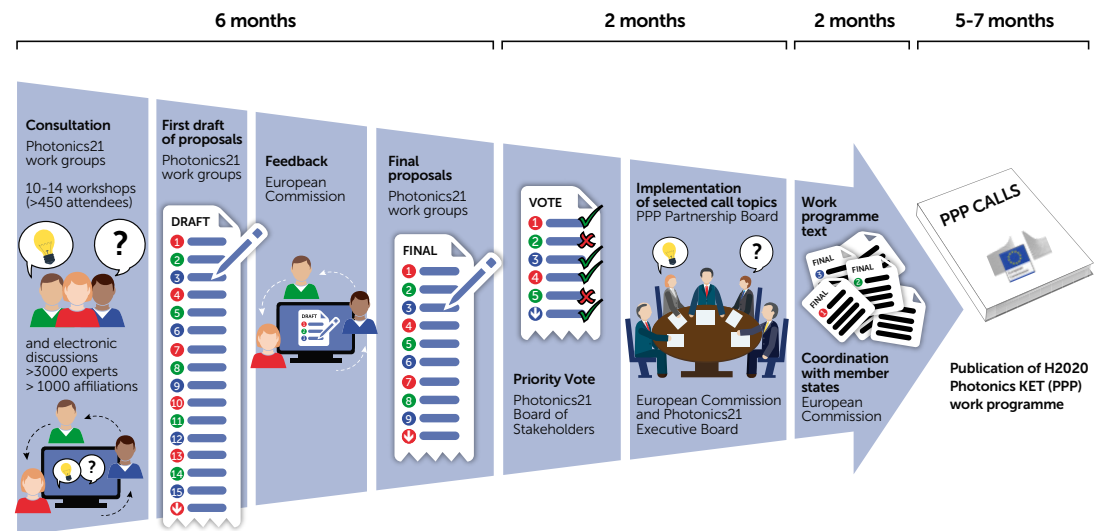 6 months
2 months
2 months
5-7 months
Consultation
Photonics21
work groups
10-14 workshops
(>450 attendees)
?
and electronic
discussions
>3000 experts
> 1000 affiliations
?
First draft
of proposals
Photonics21
work groups
DRAFT
1
2
3
4
5
6
7
8
9
10
11
12
13
14
15
Feedback
European
Commission
DRAFT
1
2
3
Final
proposals
Photonics21
work groups
FINAL
1
2
3
4
5
6
7
8
9
VOTE
1
2
3
4
5
Priority Vote
Photonics21
Board of
Stakeholders
Implementation
of selected call topics
PPP Partnership Board
?
European Commission
and Photonics21
Executive Board
Work
programme
text
FINAL
3
FINAL
2
FINAL
1
Coordination
with member
states
European
Commission
PPP CALLS
Publication of H2020
Photonics KET (PPP)
work programme